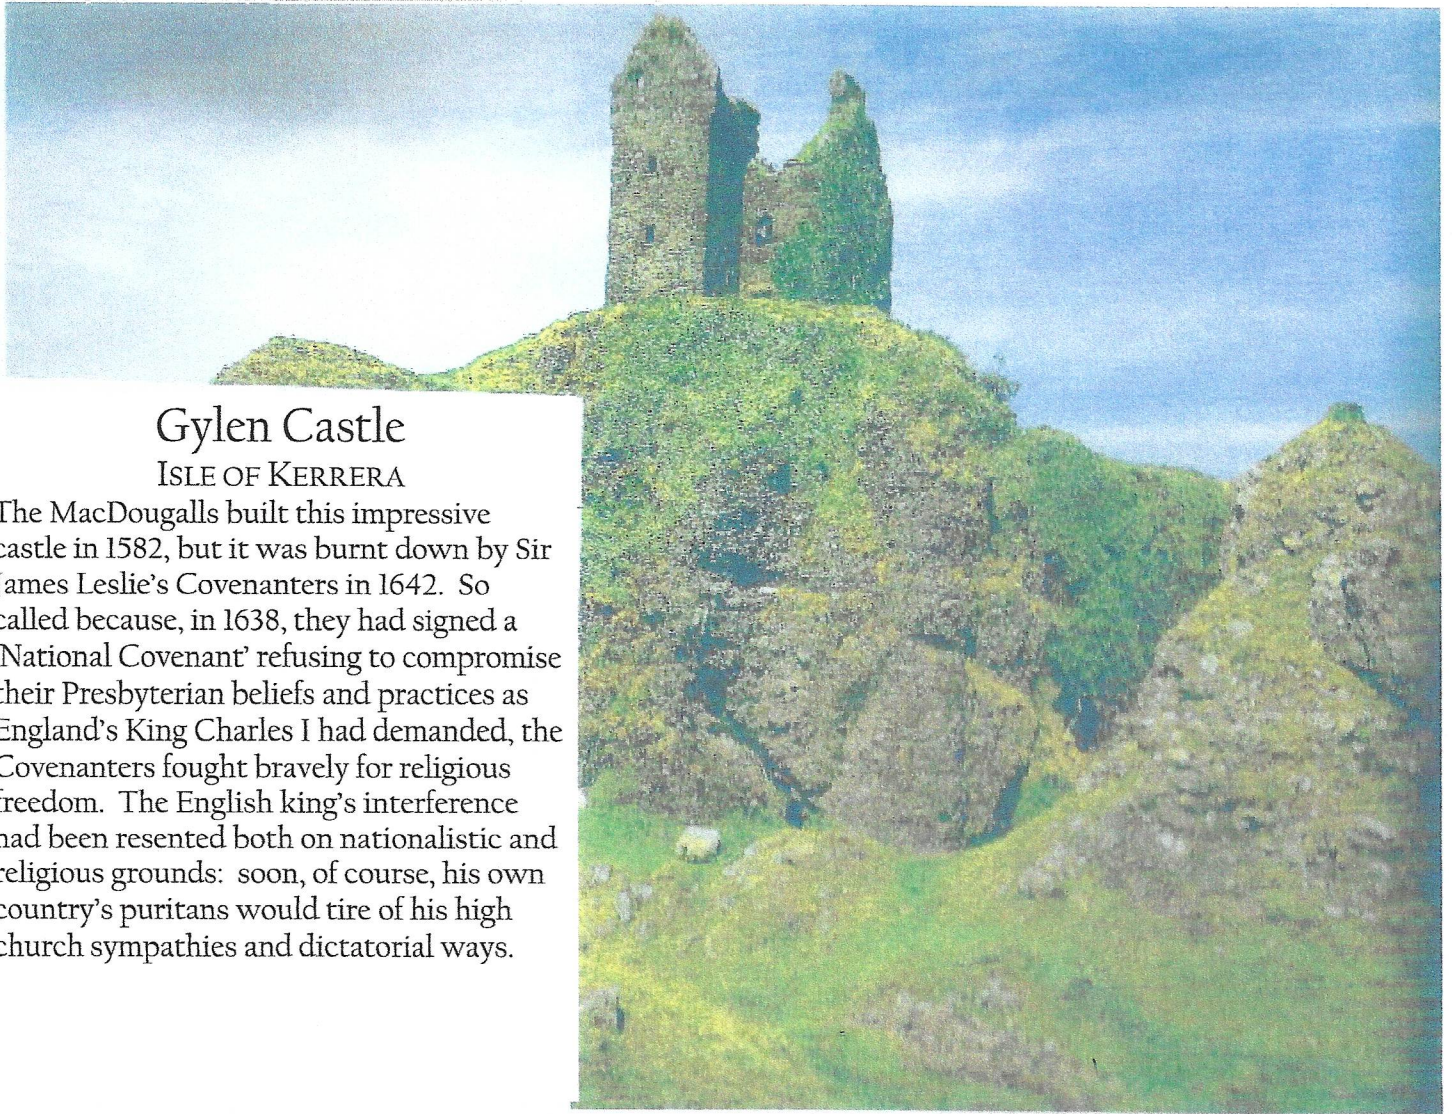 Gylen Castle
ISLE OF KERRERA
The MacDougalls built this impressive
castle in 1582, but it was burnt down by Sir
James Leslie's Covenanters in 1642. So
called because, in 1638, they had signed a
'National Covenant' refusing to compromise
their Presbyterian beliefs and practices as
England's King Charles I had demanded, the
Covenanters fought bravely for religious
freedom. The English king's interference
had been resented both on nationalistic and
religious grounds: soon, of course, his own
country's puritans would tire of his high
church sympathies and dictatorial ways.